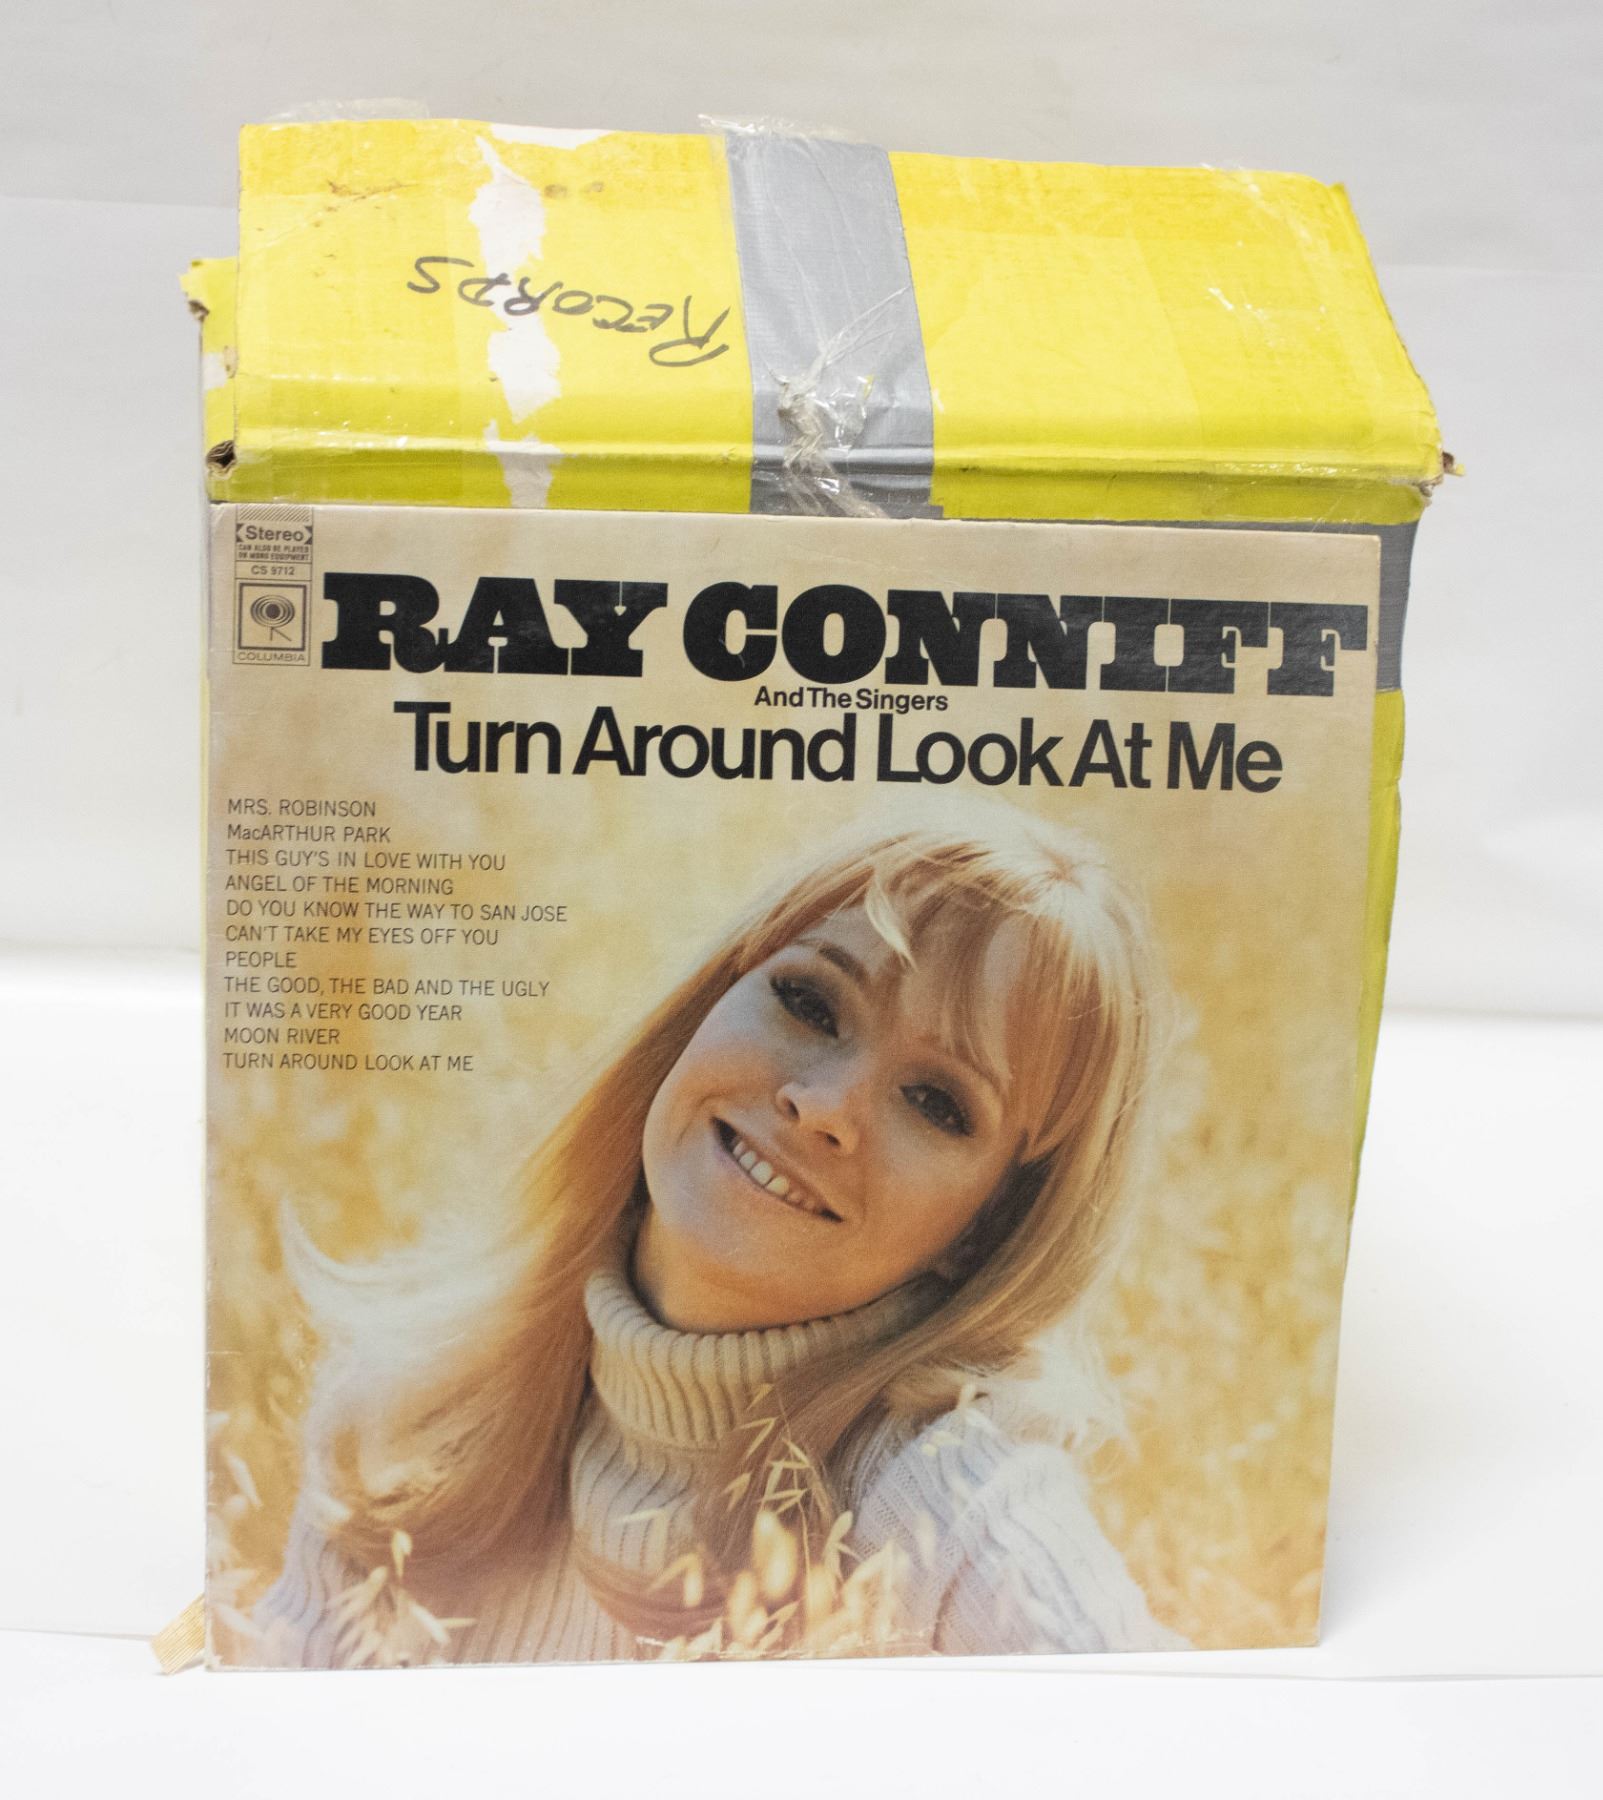 RECORDS
Stereo
CAN ALSO BE PLAYED
ON MONO EQUIPMENT
CS 9712
COLUMBIA
RAY CONNIFF
And The Singers
Turn Around Look At Me
MRS. ROBINSON
MacARTHUR PARK
THIS GUY'S IN LOVE WITH YOU
ANGEL OF THE MORNING
DO YOU KNOW THE WAY TO SAN JOSE
CAN'T TAKE MY EYES OFF YOU
PEOPLE
THE GOOD, THE BAD AND THE UGLY
IT WAS A VERY GOOD YEAR
MOON RIVER
TURN AROUND LOOK AT ME